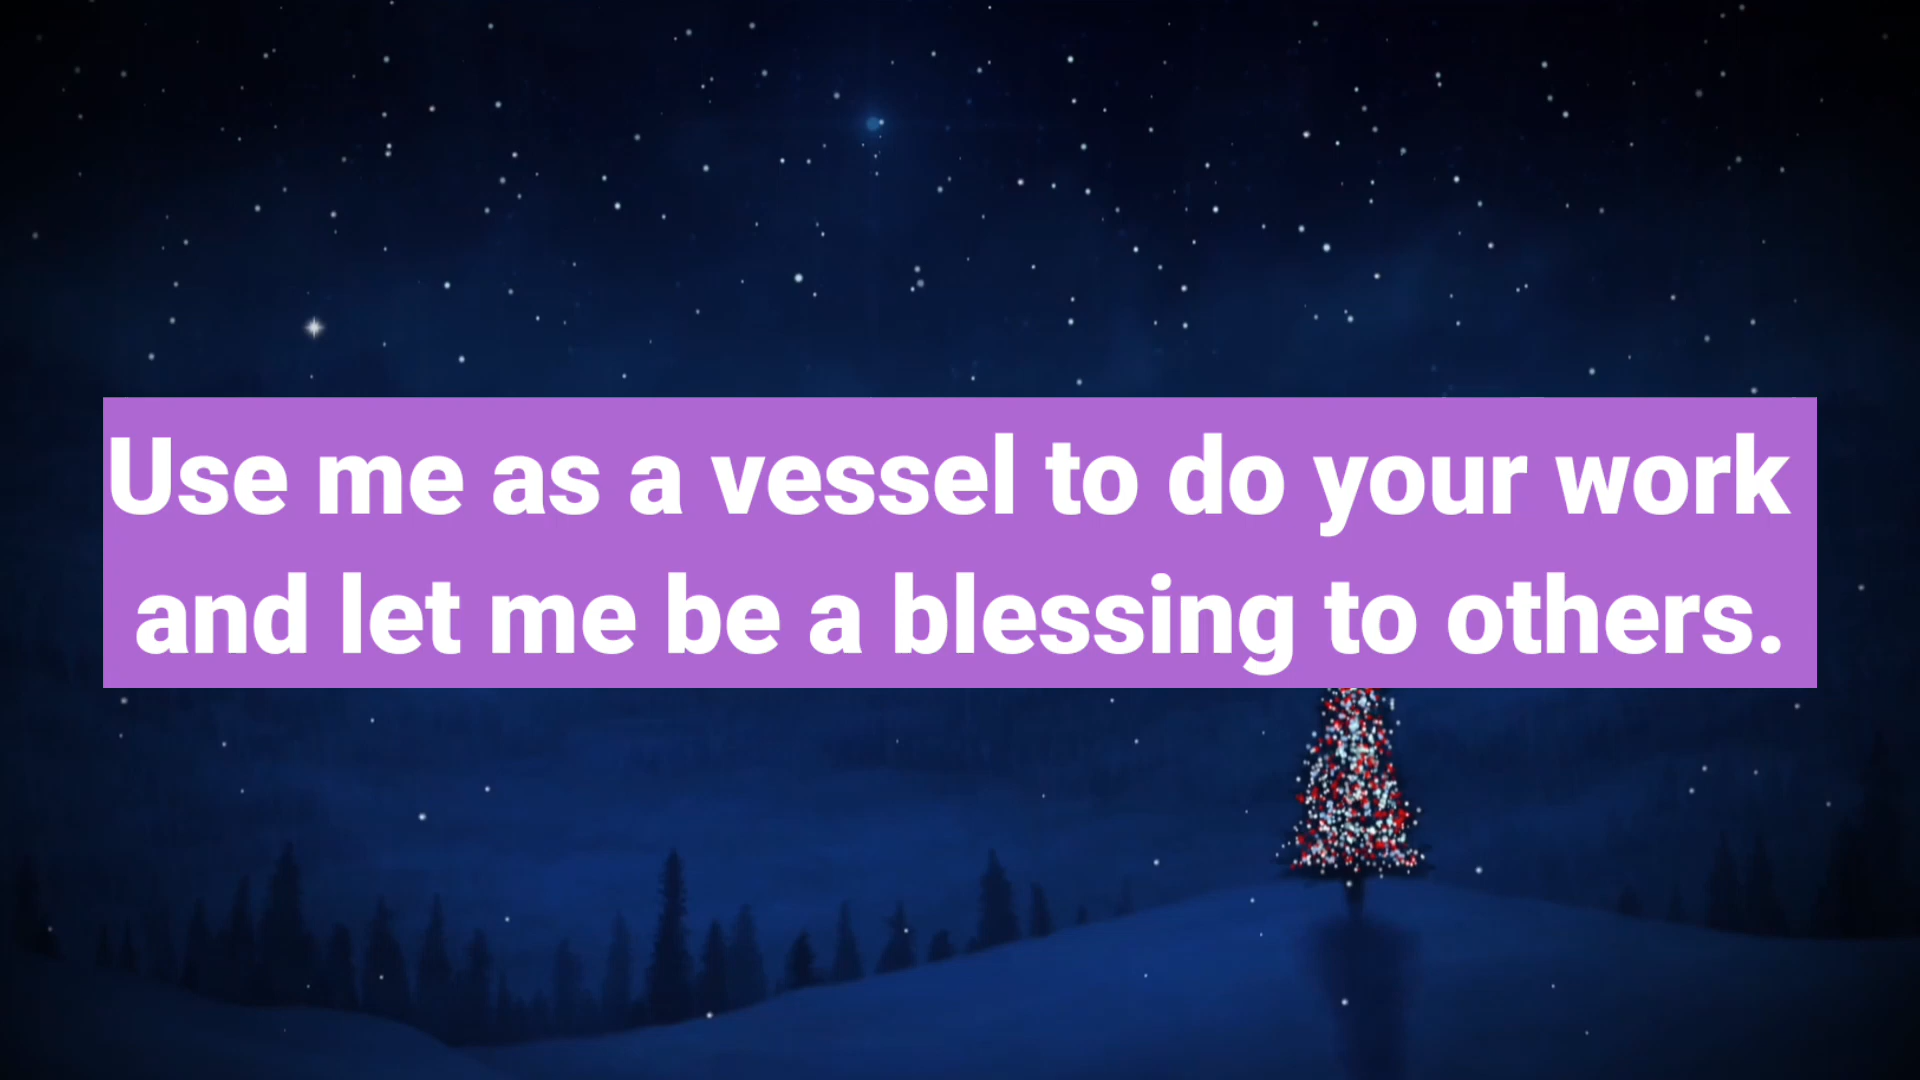 Use me as a vessel to do your work
and let me be a blessing to others.